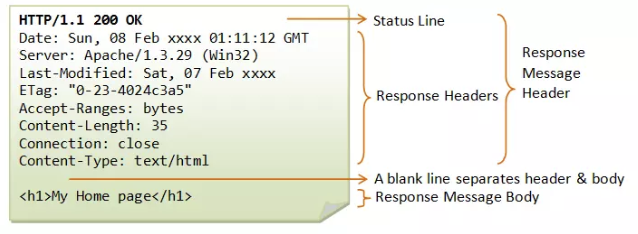 HTTP/1.1 200 OK
Date: Sun, 08 Feb xxxx 01:11:12 GMT
Server: Apache/1.3.29 (Win32)
Last-Modified: Sat, 07 Feb xxxx
ETag: "0-23-4024c3a5"
Accept-Ranges: bytes
Content-Length: 35
Connection: close
Content-Type: text/html
<h1>My Home page</h1>
Status Line
Response Headers
Response
Message
Header
A blank line separates header & body
Response Message Body